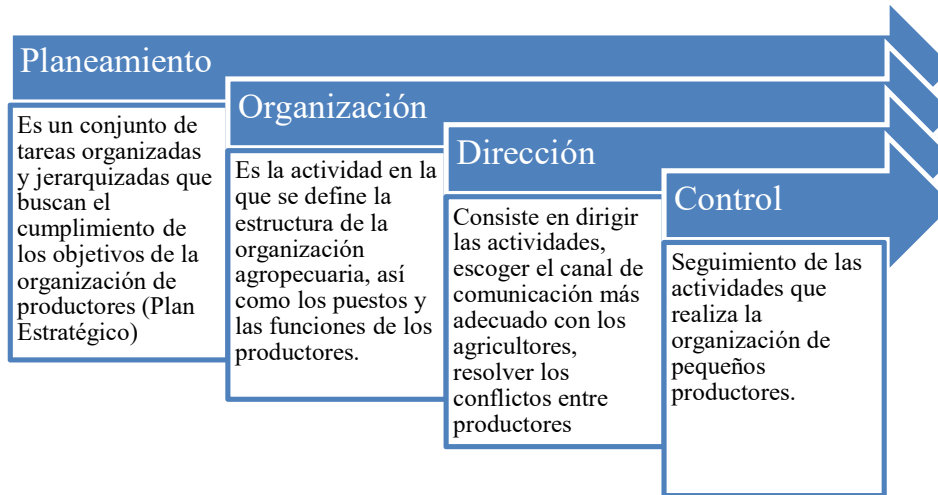 Planeamiento
Es un conjunto de
tareas organizadas
y jerarquizadas que
buscan el
cumplimiento de
los objetivos de la
organización de
productores (Plan
Estratégico)
Organización
Es la actividad en la
que se define la
estructura de la
organización
agropecuaria, así
como los puestos y
las funciones de los
productores.
Dirección
Consiste en dirigir
las actividades,
escoger el canal de
comunicación más
adecuado con los
agricultores,
resolver los
conflictos entre
productores
Control
Seguimiento de las
actividades que
realiza la
organización de
pequeños
productores.